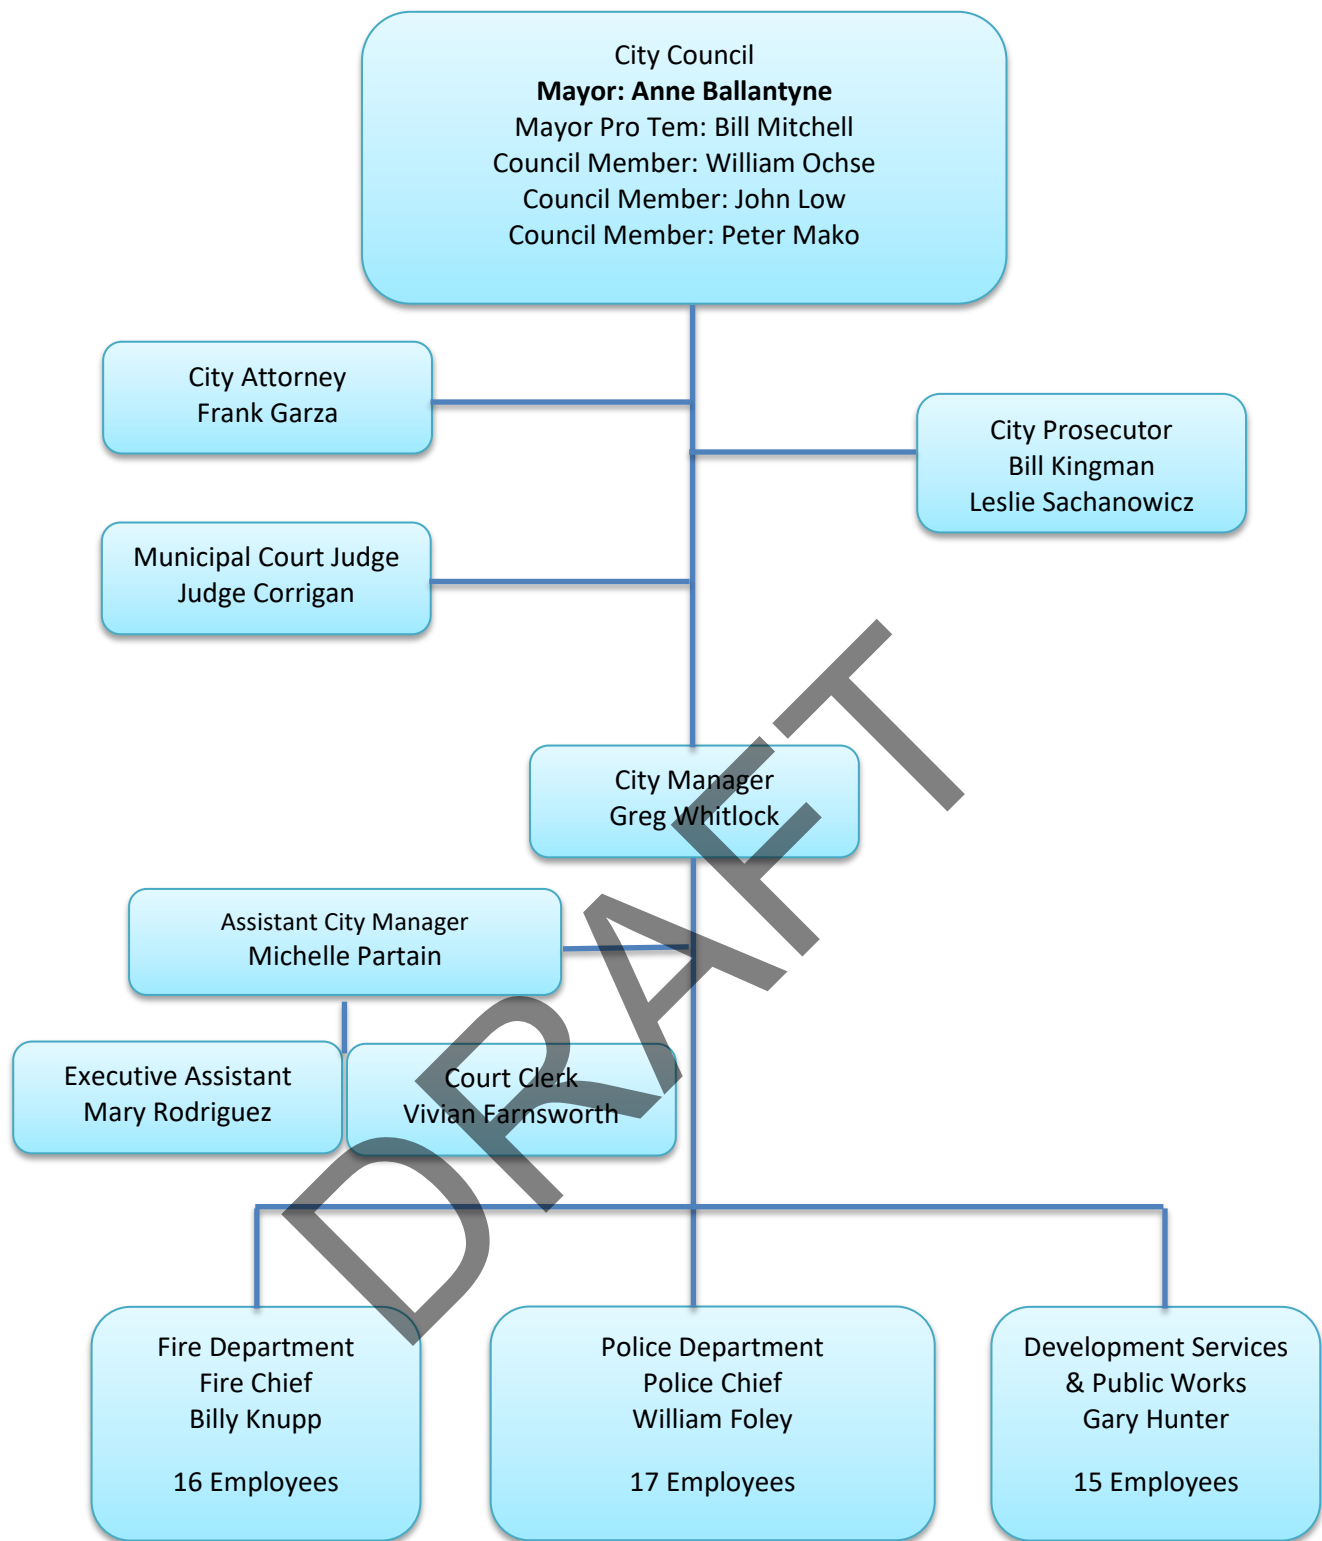 City Council
Mayor: Anne Ballantyne
Mayor Pro Tem: Bill Mitchell
Council Member: William Ochse
Council Member: John Low
Council Member: Peter Mako
City Attorney
Frank Garza
City Prosecutor
Bill Kingman
Leslie Sachanowicz
Municipal Court Judge
Judge Corrigan
City Manager
Greg Whitlock
Assistant City Manager
Michelle Partain
Executive Assistant
Mary Rodriguez
Court Clerk
Vivian Farnsworth
DRAFT
Fire Department
Fire Chief
Billy Knupp
16 Employees
Police Department
Police Chief
William Foley
17 Employees
Development Services
& Public Works
Gary Hunter
15 Employees